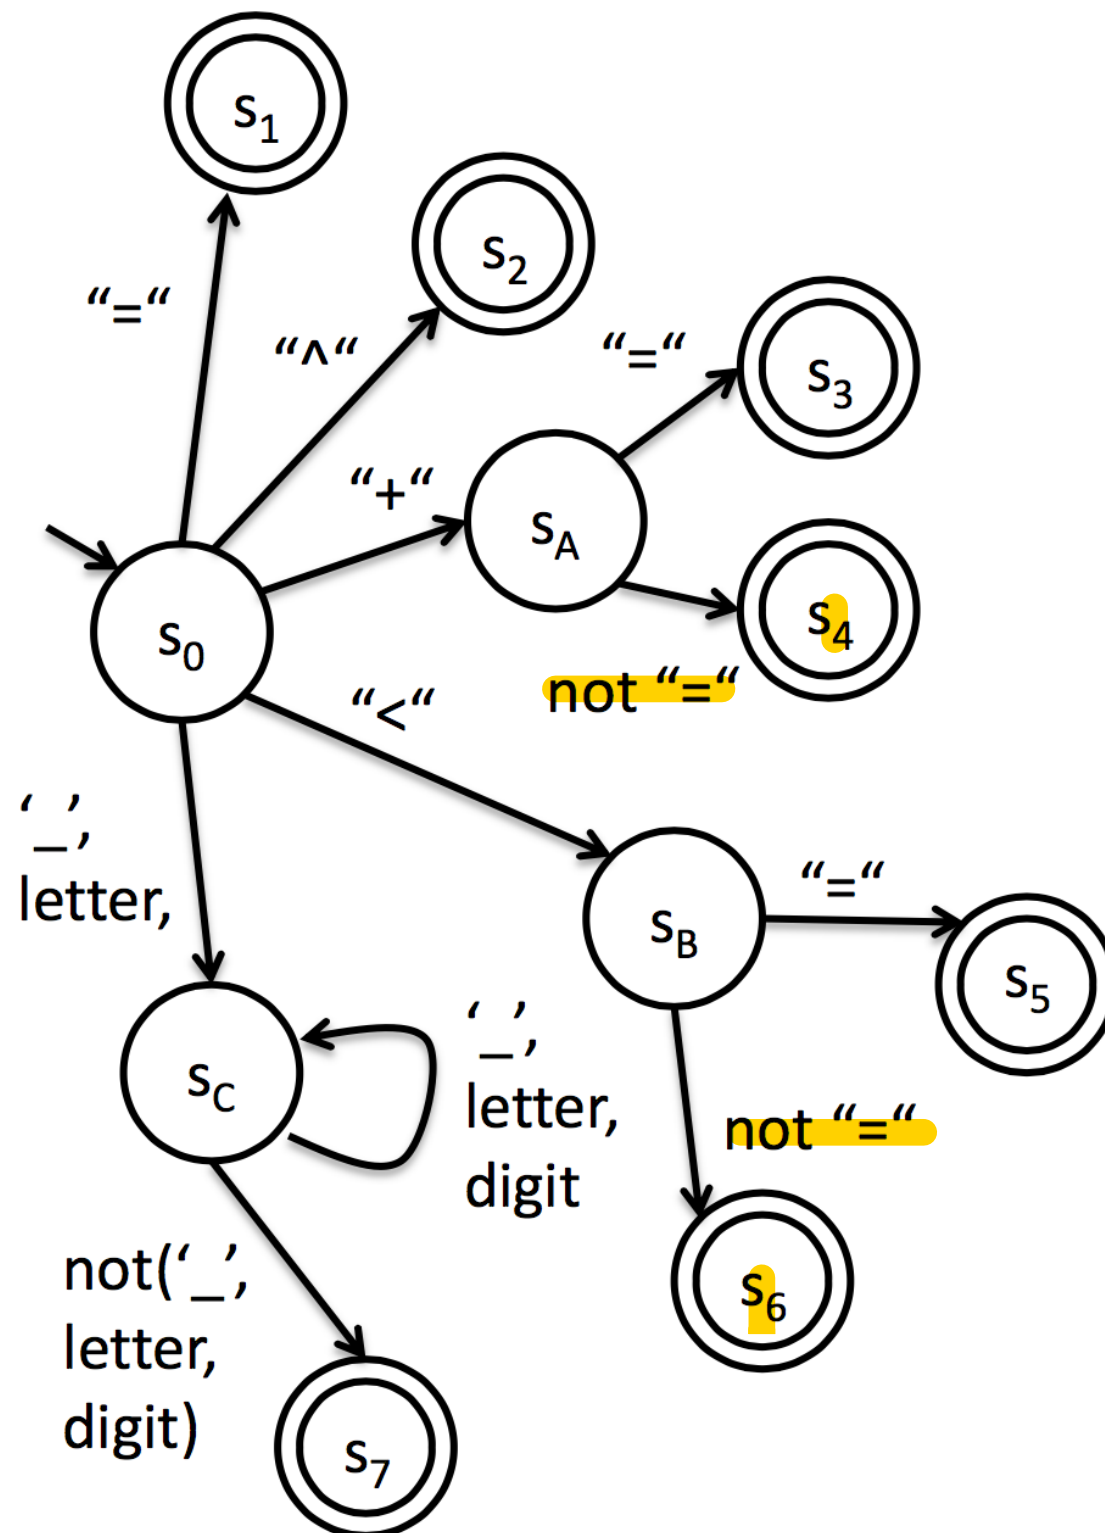 s1
s2
“=“
“^“
“=“
s3
“+“
sA
s4
s0
not “=“
“<“
‘_’,
letter,
“=“
sB
s5
‘_’,
letter,
digit
sC
not “=“
not(‘_’,
letter,
digit)
s6
s7